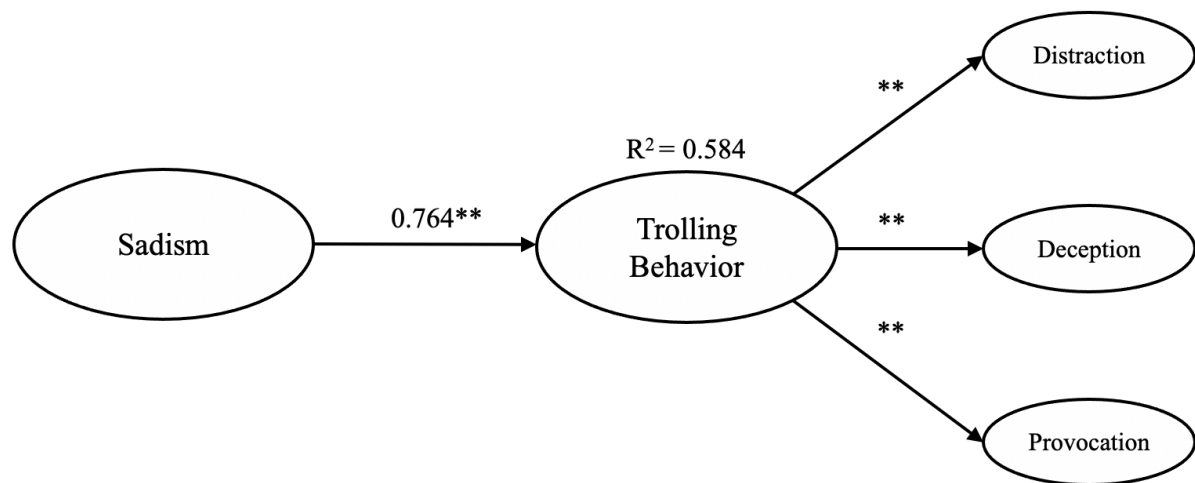 Distraction
**
R² = 0.584
0.764**
Sadism
Trolling
Behavior
**
Deception
**
Provocation